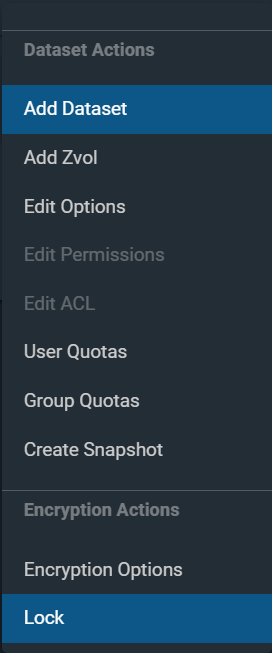 Dataset Actions
Add Dataset
Add Zvol
Edit Options
Edit Permissions
Edit ACL
User Quotas
Group Quotas
Create Snapshot
Encryption Actions
Encryption Options
Lock